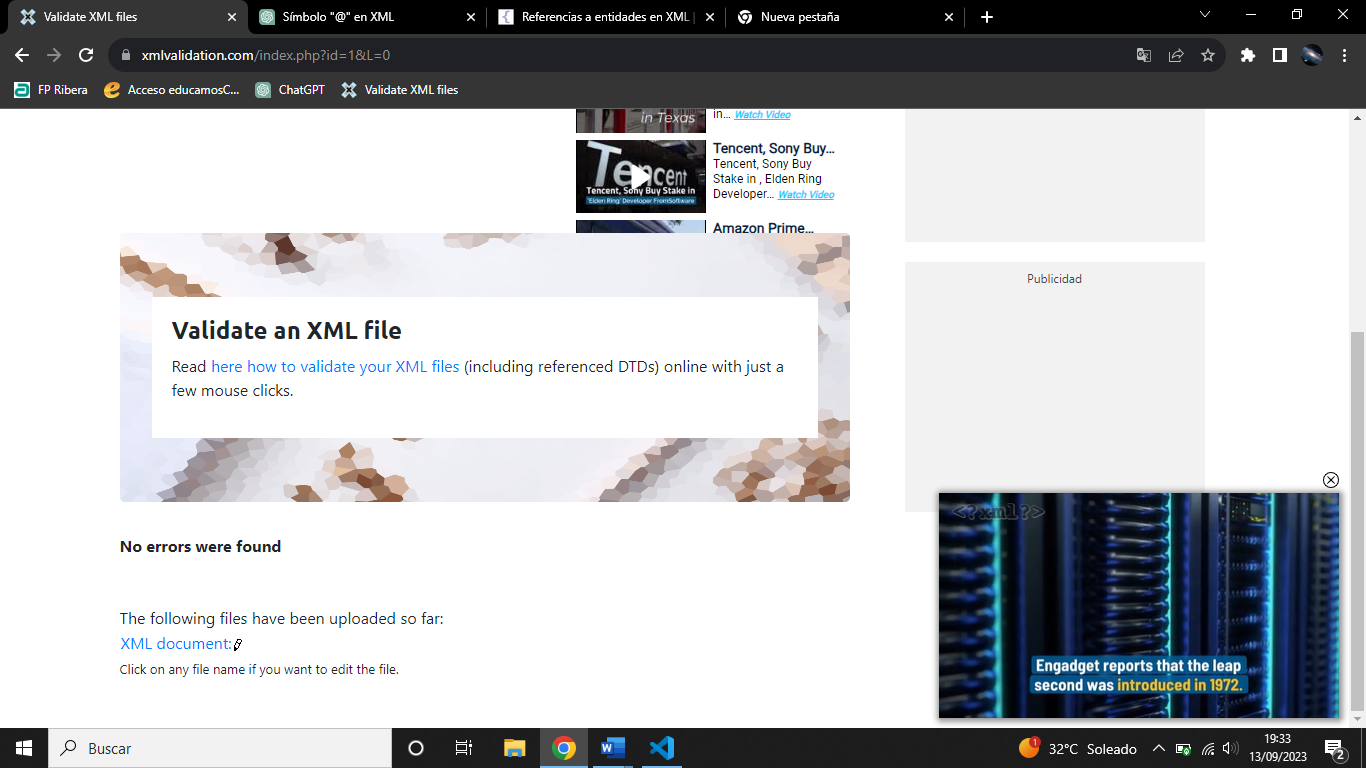 Validate XML files
Símbolo "@" en XML
Referencias a entidades en XML |
Nueva pestaña
xmlvalidation.com/index.php?id=1&L=0
FP Ribera
Acceso educamosC...
ChatGPT
Validate XML files
in Texas
in... Watch Video
Tencent
Tencent, Sony Buy Stake in
'Elden Ring' Developer FromSoftware
Tencent, Sony Buy...
Tencent, Sony Buy
Stake in , Elden Ring
Developer... Watch Video
Amazon Prime...
Publicidad
Validate an XML file
Read here how to validate your XML files (including referenced DTDs) online with just a
few mouse clicks.
No errors were found
The following files have been uploaded so far:
XML document:
Click on any file name if you want to edit the file.
<?xml?>
Engadget reports that the leap
second was introduced in 1972.
Buscar
1
32°C Soleado
19:33
13/09/2023
2